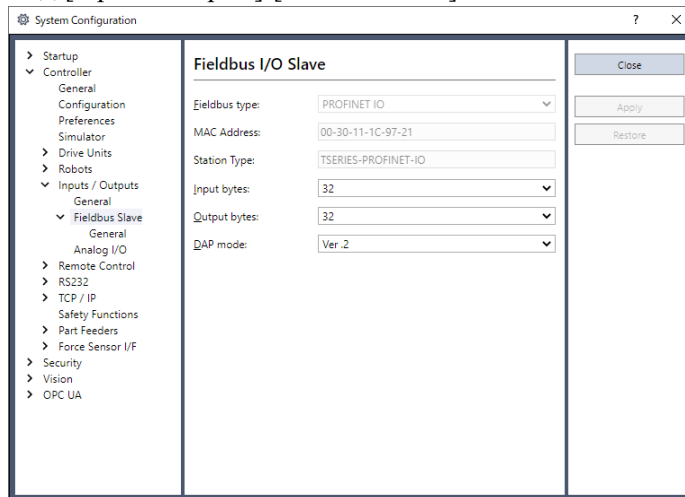 System Configuration
?
Startup
Controller
General
Configuration
Preferences
Simulator
Drive Units
Robots
Inputs / Outputs
General
Fieldbus Slave
General
Analog I/O
Remote Control
RS232
TCP / IP
Safety Functions
Part Feeders
Force Sensor I/F
Security
Vision
OPC UA
Fieldbus I/O Slave
Fieldbus type: PROFINET IO
MAC Address: 00-30-11-1C-97-21
Station Type: TSERIES-PROFINET-IO
Input bytes: 32
Output bytes: 32
DAP mode: Ver .2
Close
Apply
Restore